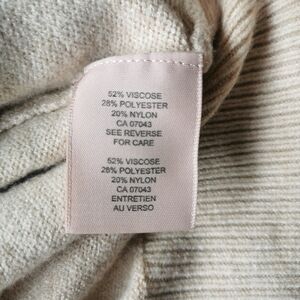 52% VISCOSE
28% POLYESTER
20% NYLON
CA 07043
SEE REVERSE
FOR CARE
52% VISCOSE
28% POLYESTER
20% NYLON
CA 07043
ENTRETIEN
AU VERSO